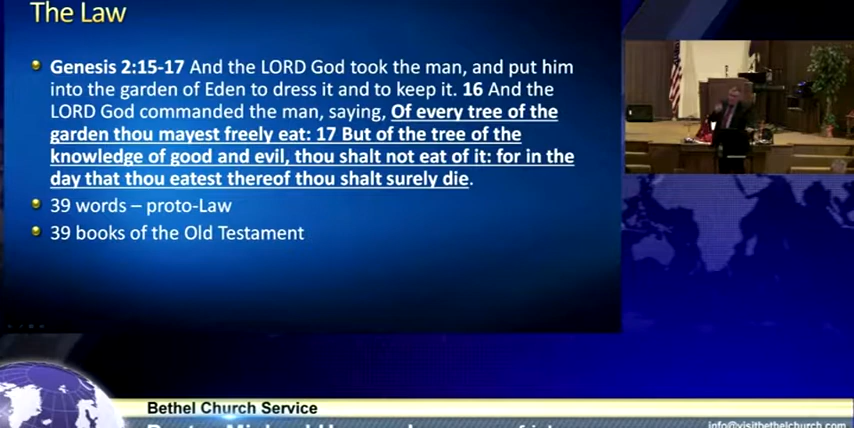 The Law
Genesis 2:15-17 And the LORD God took the man, and put him
into the garden of Eden to dress it and to keep it. 16 And the
LORD God commanded the man, saying, Of every tree of the
garden thou mayest freely eat: 17 But of the tree of the
knowledge of good and evil, thou shalt not eat of it: for in the
day that thou eatest thereof thou shalt surely die.
39 words – proto-Law
39 books of the Old Testament
Bethel Church Service
info@visitbethelchurch.com